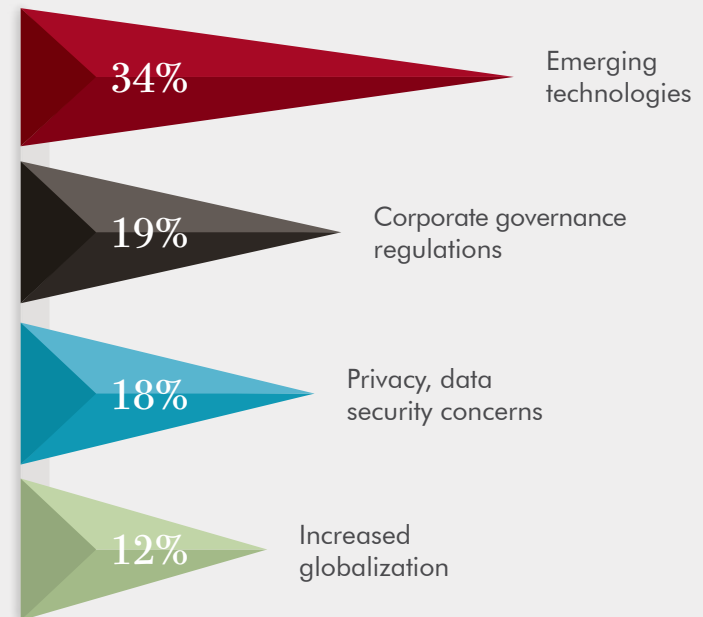 34%
Emerging
technologies
19%
Corporate governance
regulations
18%
Privacy, data
security concerns
12%
Increased
globalization